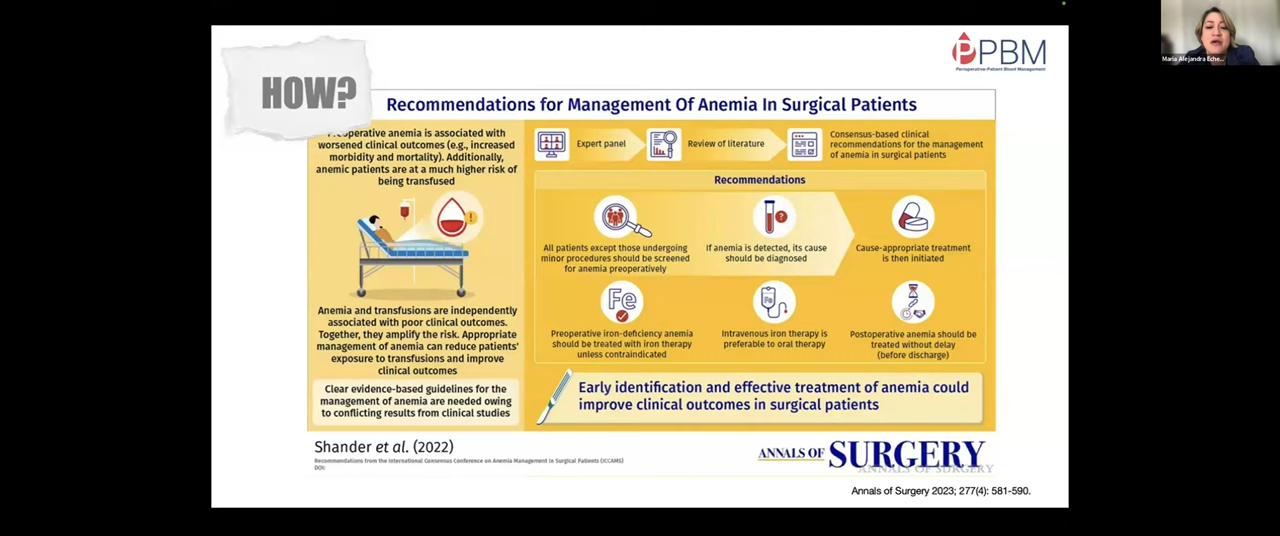 HOW?
PBM
Perioperative-Patient Blood Management
Maria Alejandra Eche...
Recommendations for Management Of Anemia In Surgical Patients
Preoperative anemia is associated with
worsened clinical outcomes (e.g., increased
morbidity and mortality). Additionally,
anemic patients are at a much higher risk of
being transfused
!
Anemia and transfusions are independently
associated with poor clinical outcomes.
Together, they amplify the risk. Appropriate
management of anemia can reduce patients'
exposure to transfusions and improve
clinical outcomes
Clear evidence-based guidelines for the
management of anemia are needed owing
to conflicting results from clinical studies
Expert panel
Review of literature
Consensus-based clinical
recommendations for the management
of anemia in surgical patients
Recommendations
All patients except those undergoing
minor procedures should be screened
for anemia preoperatively
?
If anemia is detected, its cause
should be diagnosed
Cause-appropriate treatment
is then initiated
Fe
Preoperative iron-deficiency anemia
should be treated with iron therapy
unless contraindicated
Fe
Intravenous iron therapy is
preferable to oral therapy
Postoperative anemia should be
treated without delay
(before discharge)
Early identification and effective treatment of anemia could
improve clinical outcomes in surgical patients
Shander et al. (2022)
Recommendations from the International Consensus Conference on Anemia Management in Surgical Patients (ICCAMS)
DOI:
ANNALS OF SURGERY
ANNALS OF SURGERY
Annals of Surgery 2023; 277(4): 581-590.